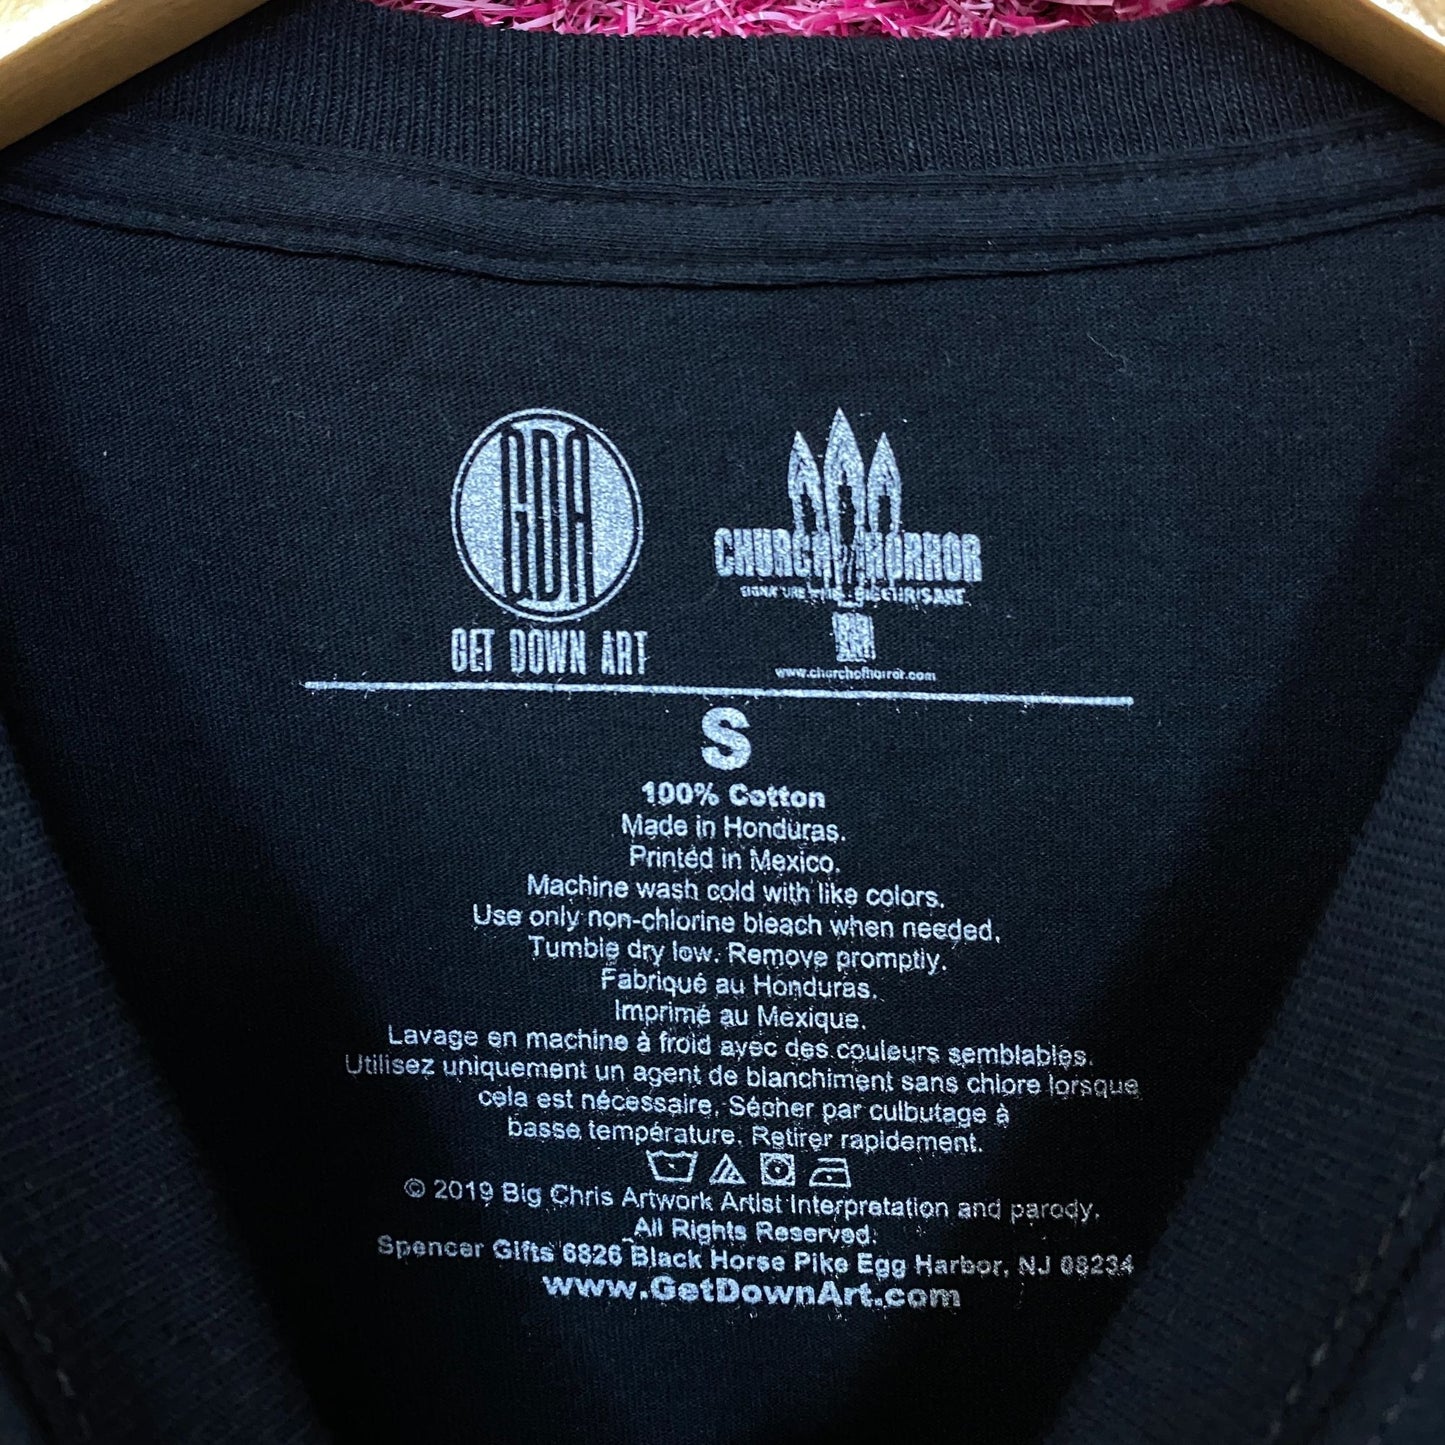 GDA
GET DOWN ART
CHURCH OF HORROR
www.churchofhorror.com
S
100% Cotton
Made in Honduras.
Printed in Mexico.
Machine wash cold with like colors.
Use only non-chlorine bleach when needed.
Tumble dry low. Remove promptly.
Fabriqué au Honduras.
Imprimé au Mexique.
Lavage en machine à froid avec des couleurs semblables.
Utilisez uniquement un agent de blanchiment sans chlore lorsque
cela est nécessaire. Sécher par culbutage à
basse température. Retirer rapidement.
© 2019 Big Chris Artwork Artist Interpretation and parody.
All Rights Reserved.
Spencer Gifts 6826 Black Horse Pike Egg Harbor, NJ 08234
www.GetDownArt.com